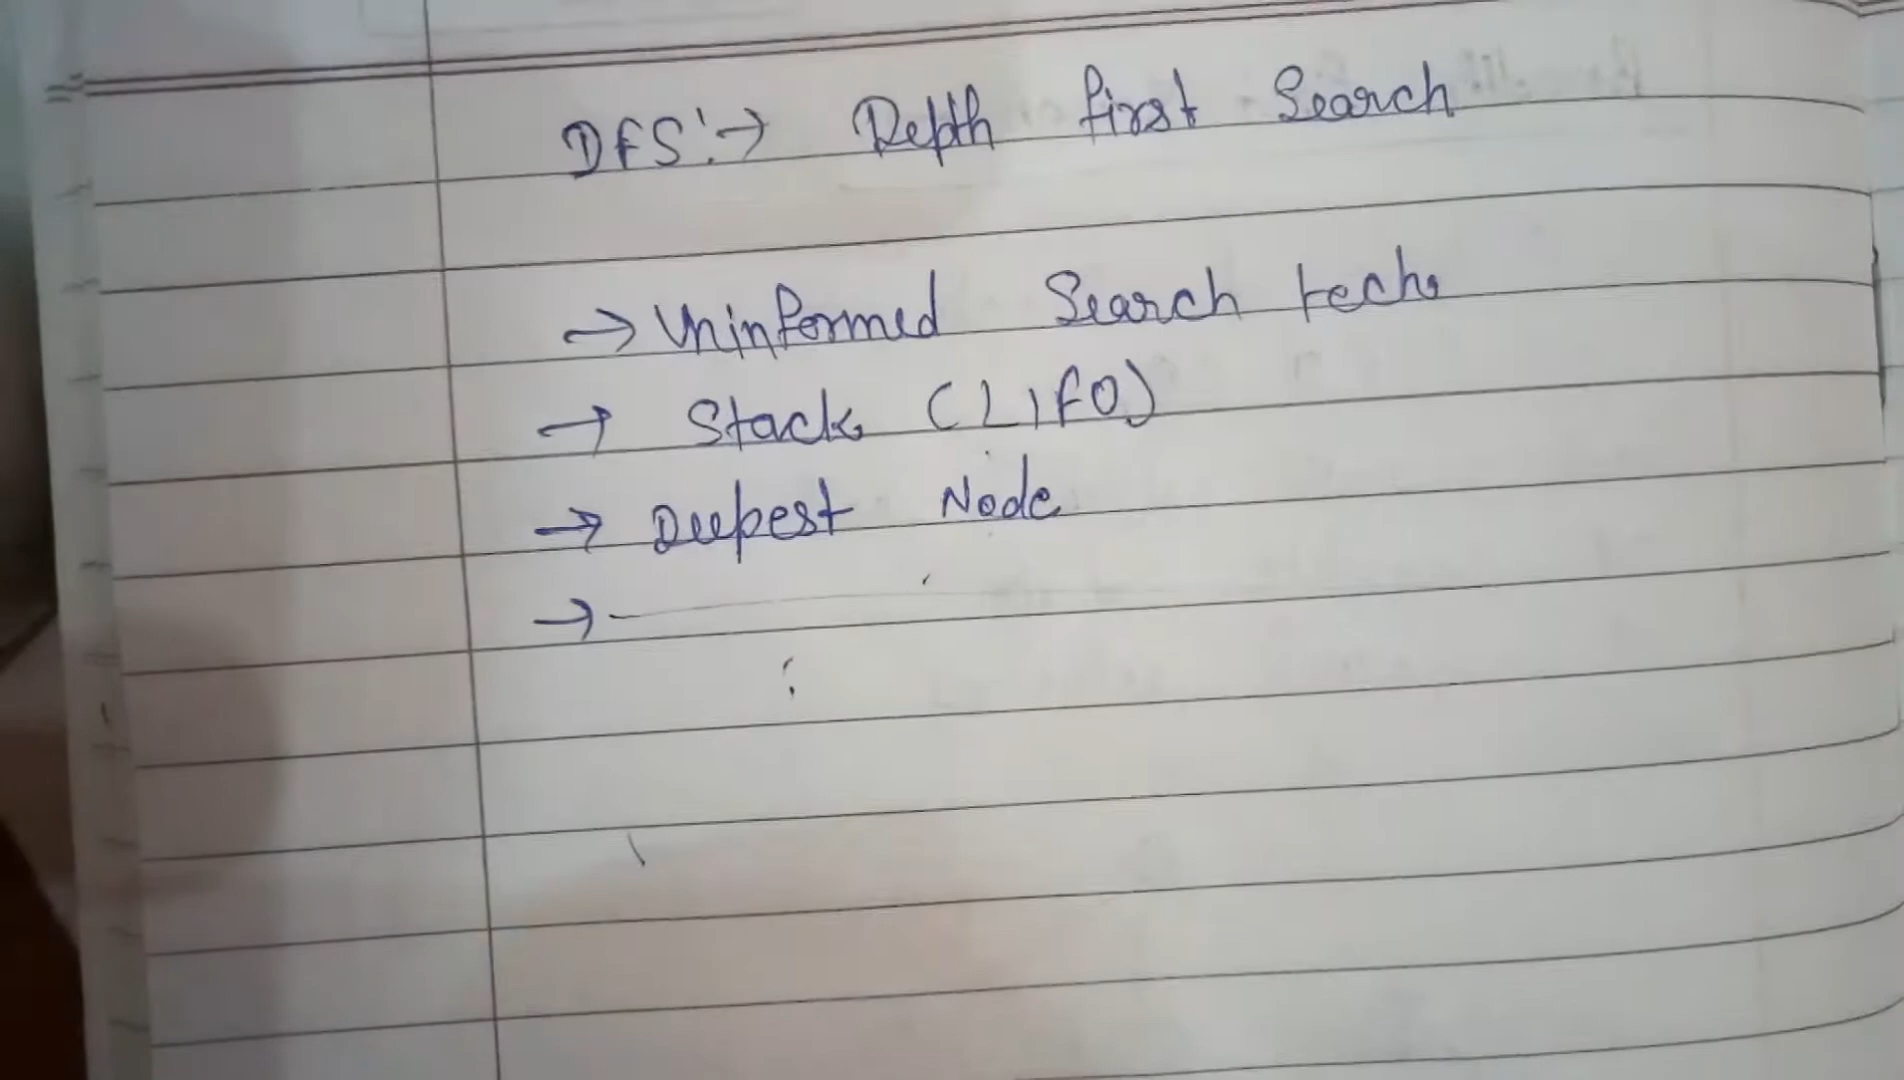 DFS:→ Depth first Search
→ Uninformed Search tech.
→ Stack (LIFO)
→ Deepest Node
→